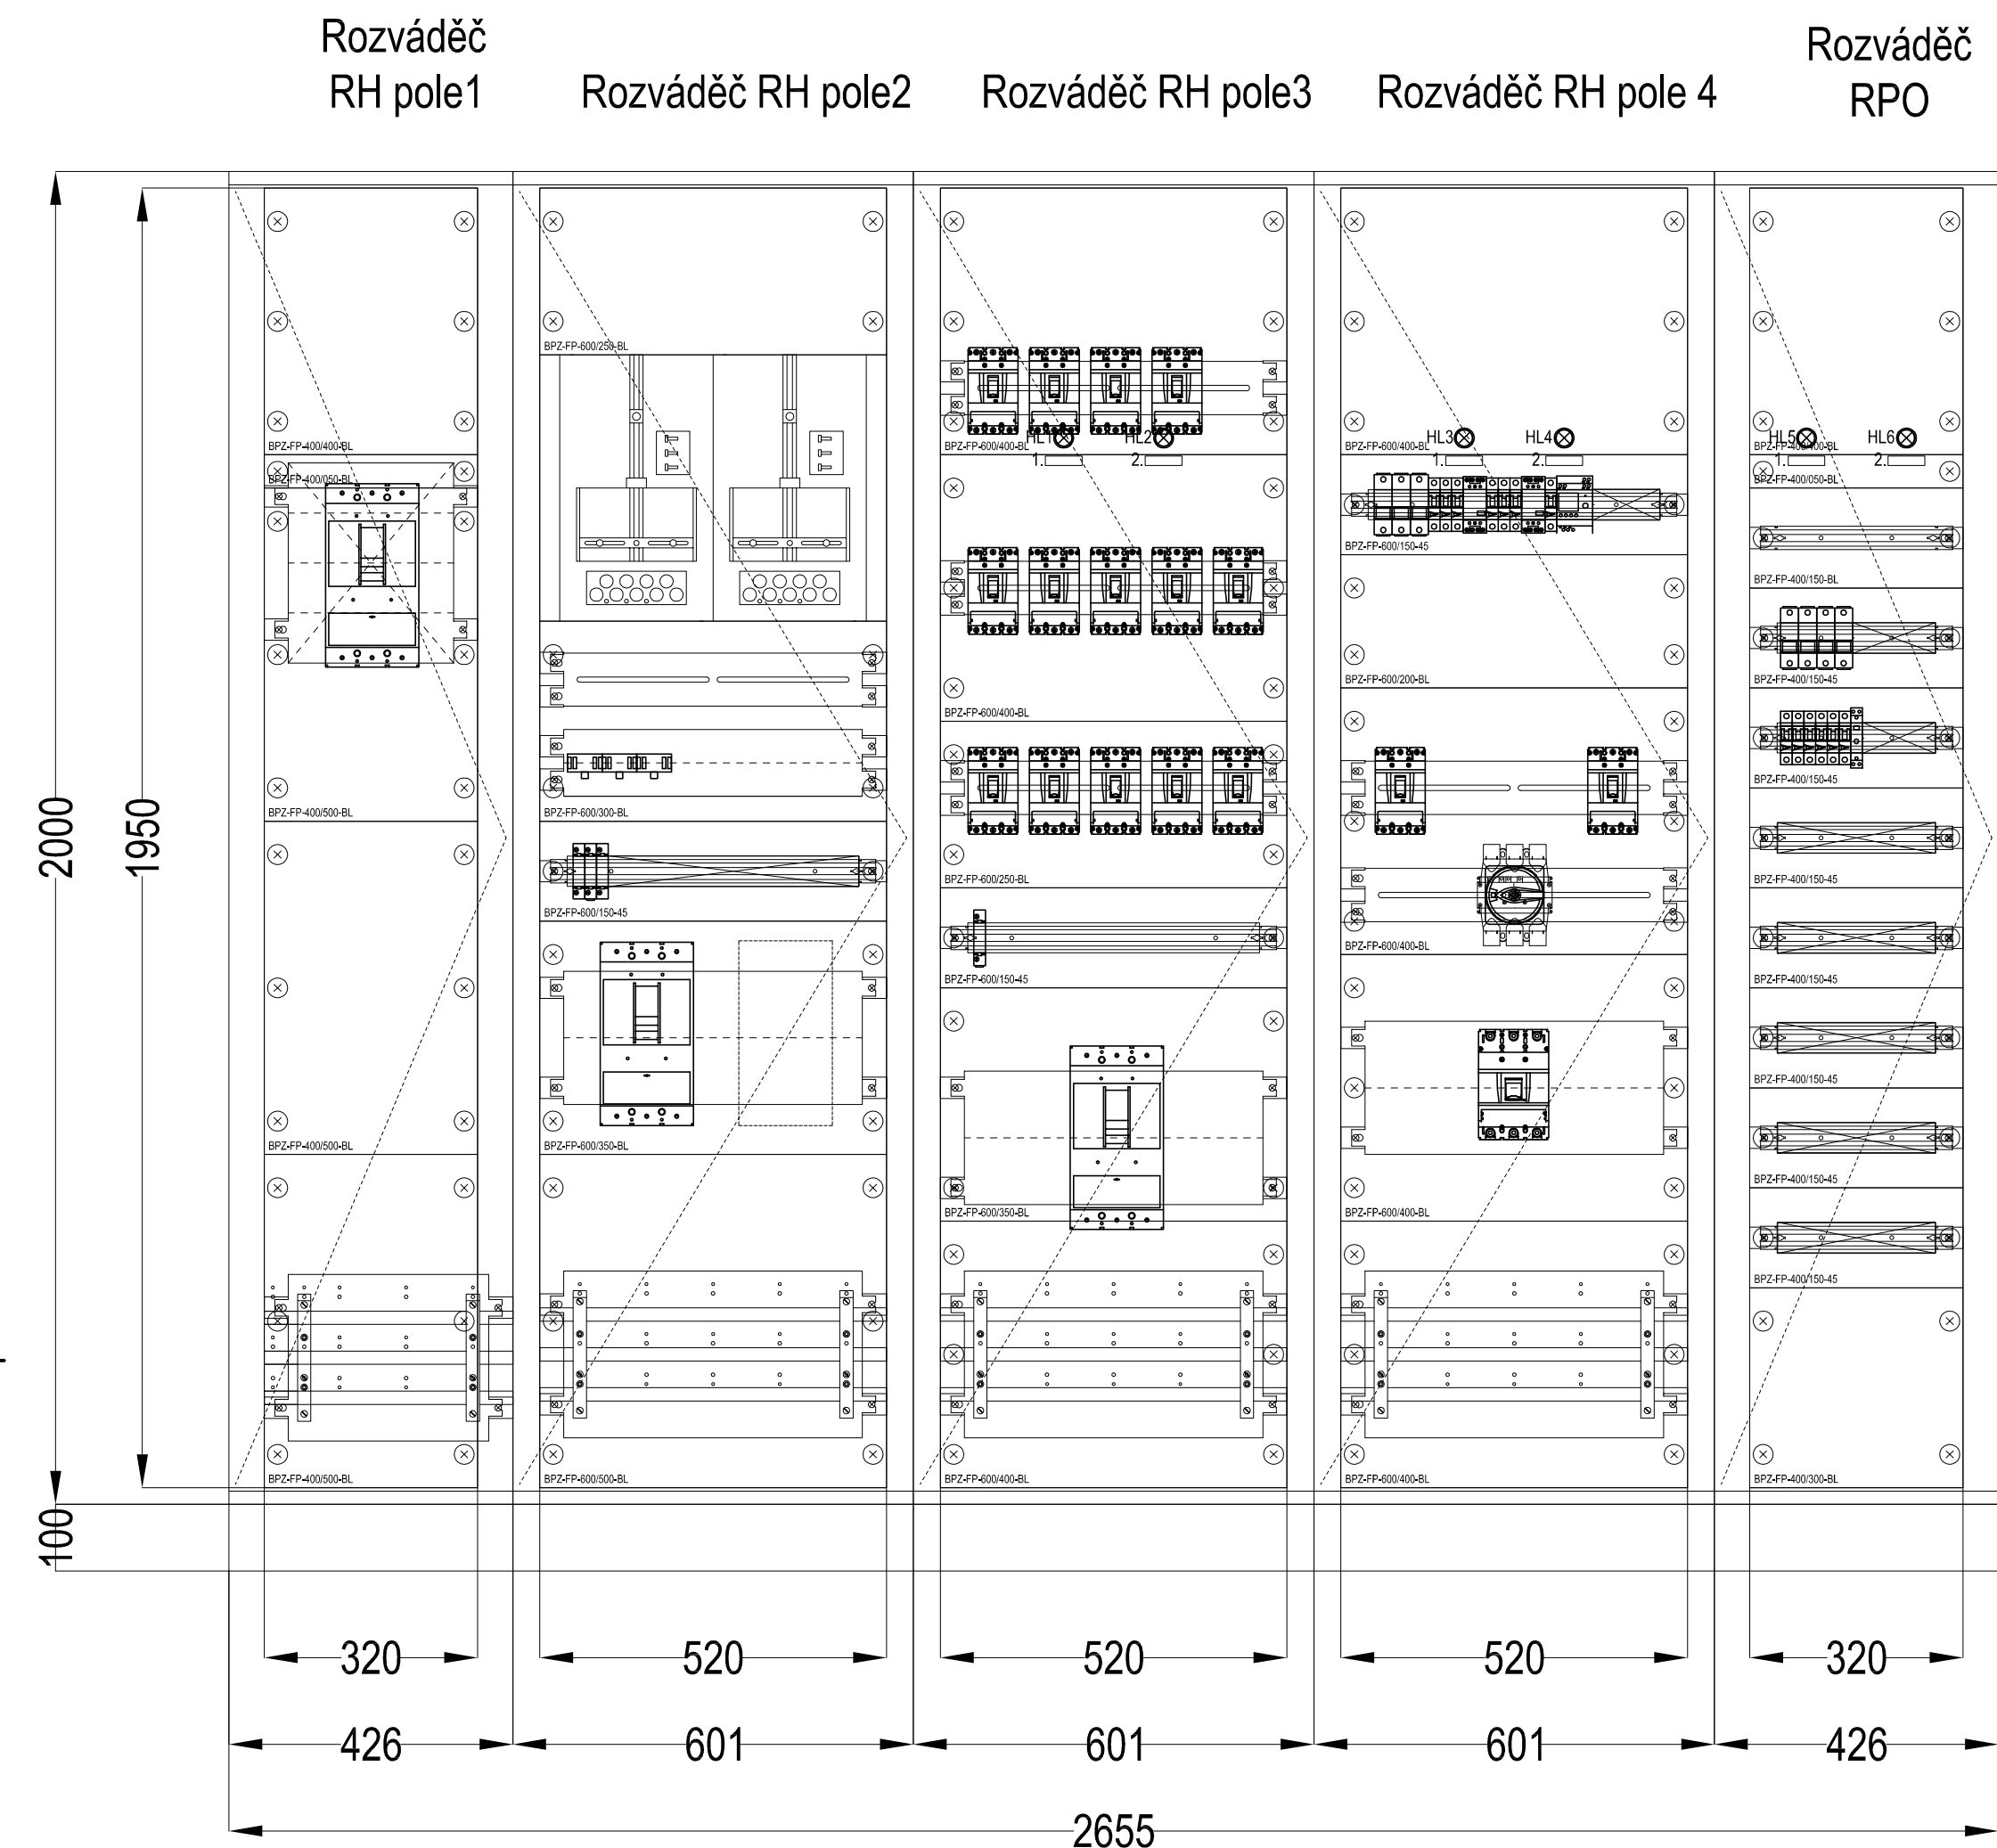 Rozváděč
RH pole1
Rozváděč RH pole2
Rozváděč RH pole3
Rozváděč RH pole 4
Rozváděč
RPO
2000
1950
100
BPZ-FP-400/400-BL
BPZ-FP-400/050-BL
BPZ-FP-400/500-BL
BPZ-FP-400/500-BL
BPZ-FP-400/500-BL
BPZ-FP-600/250-BL
BPZ-FP-600/300-BL
BPZ-FP-600/150-45
BPZ-FP-600/350-BL
BPZ-FP-600/500-BL
HL1
HL2
BPZ-FP-600/400-BL
1.
2.
BPZ-FP-600/400-BL
BPZ-FP-600/250-BL
BPZ-FP-600/150-45
BPZ-FP-600/350-BL
BPZ-FP-600/400-BL
HL3
HL4
BPZ-FP-600/400-BL
1.
2.
BPZ-FP-600/150-45
BPZ-FP-600/200-BL
BPZ-FP-600/400-BL
BPZ-FP-600/400-BL
BPZ-FP-600/400-BL
HL5
HL6
BPZ-FP-400/400-BL
1.
2.
BPZ-FP-400/050-BL
BPZ-FP-400/150-BL
BPZ-FP-400/150-45
BPZ-FP-400/150-45
BPZ-FP-400/150-45
BPZ-FP-400/150-45
BPZ-FP-400/150-45
BPZ-FP-400/150-45
BPZ-FP-400/150-45
BPZ-FP-400/300-BL
320
520
520
520
320
426
601
601
601
426
2655